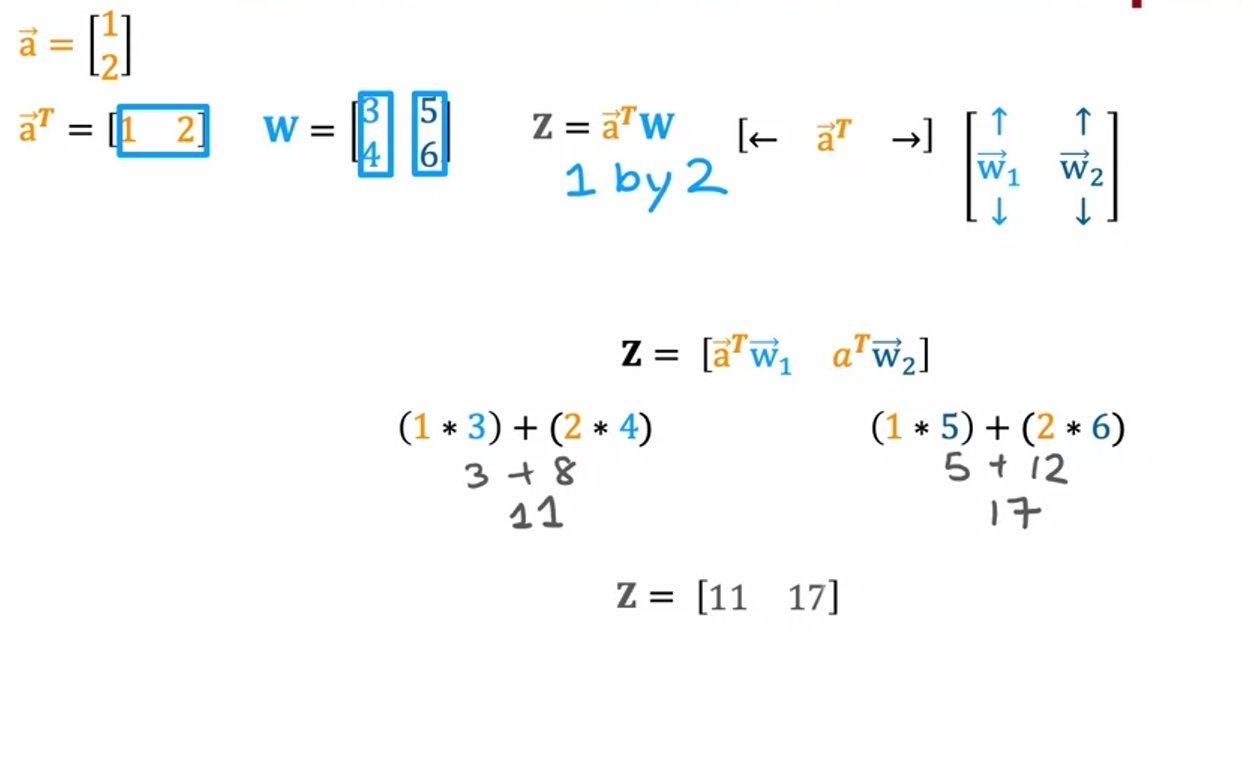 a⃗ = [1 2]
a⃗ᵀ = [1 2] W = [3 5 4 6] Z = a⃗ᵀW [← a⃗ᵀ →] [↑ w⃗₁ ↓ ↑ w⃗₂ ↓]
1 by 2
Z = [a⃗ᵀw⃗₁ aᵀw⃗₂]
(1 * 3) + (2 * 4) (1 * 5) + (2 * 6)
3 + 8 5 + 12
11 17
Z = [11 17]